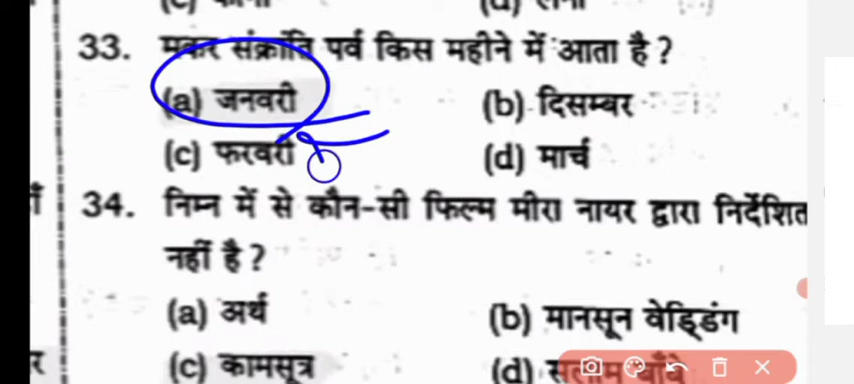 33. मकर संक्रांति पर्व किस महीने में आता है ?
(a) जनवरी (b) दिसम्बर
(c) फरवरी (d) मार्च
34. निम्न में से कौन-सी फिल्म मीरा नायर द्वारा निर्देशित
नहीं है ?
(a) अर्थ (b) मानसून वेड्डिंग
(c) कामसूत्र (d)